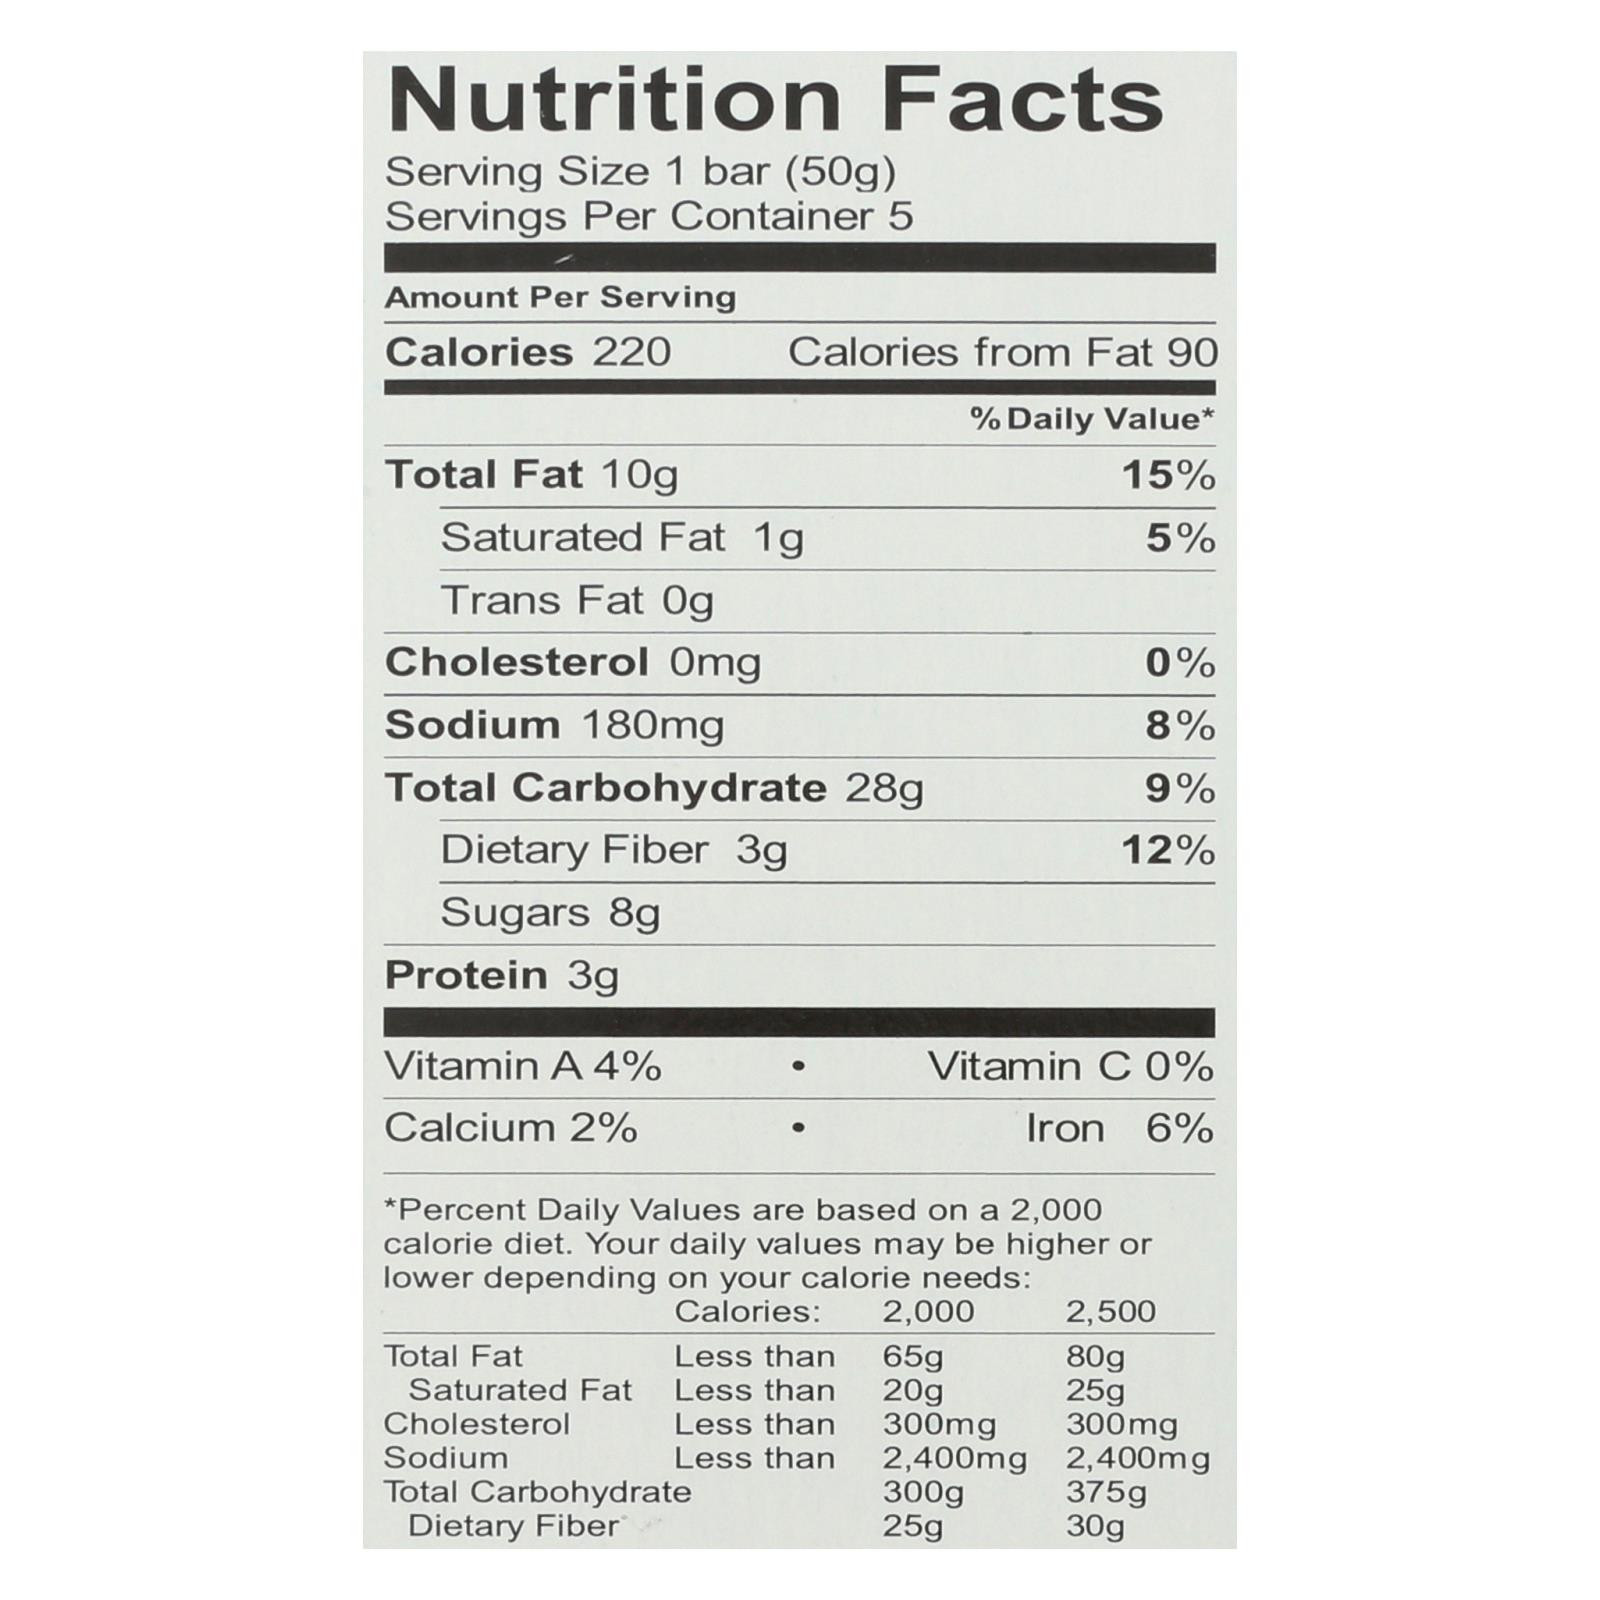 Nutrition Facts
Serving Size 1 bar (50g)
Servings Per Container 5
Amount Per Serving
Calories 220 Calories from Fat 90
% Daily Value*
Total Fat 10g 15%
Saturated Fat 1g 5%
Trans Fat 0g
Cholesterol 0mg 0%
Sodium 180mg 8%
Total Carbohydrate 28g 9%
Dietary Fiber 3g 12%
Sugars 8g
Protein 3g
Vitamin A 4% • Vitamin C 0%
Calcium 2% • Iron 6%
*Percent Daily Values are based on a 2,000
calorie diet. Your daily values may be higher or
lower depending on your calorie needs:
Calories: 2,000 2,500
Total Fat Less than 65g 80g
Saturated Fat Less than 20g 25g
Cholesterol Less than 300mg 300mg
Sodium Less than 2,400mg 2,400mg
Total Carbohydrate 300g 375g
Dietary Fiber 25g 30g